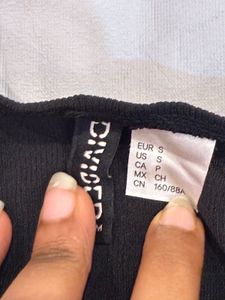 DIVIDED
EUR S
US S
CA P
MX CH
CN 160/88A